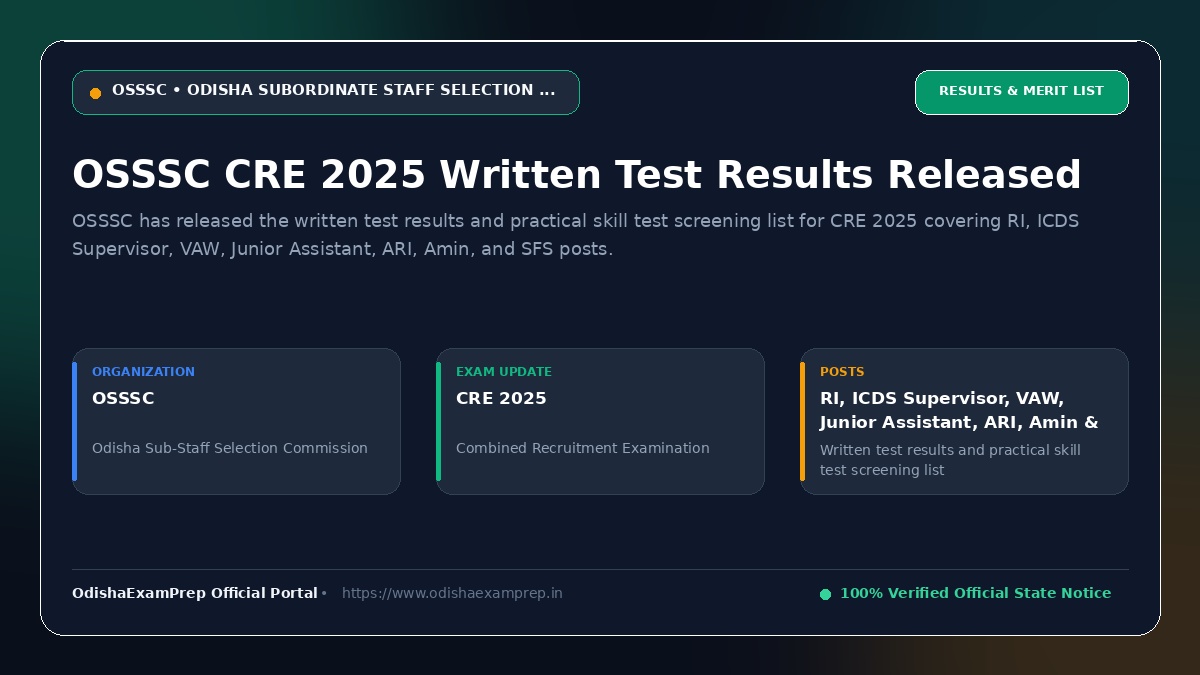 OSSSC • ODISHA SUBORDINATE STAFF SELECTION ...
RESULTS & MERIT LIST
OSSSC CRE 2025 Written Test Results Released
OSSSC has released the written test results and practical skill test screening list for CRE 2025 covering RI, ICDS
Supervisor, VAW, Junior Assistant, ARI, Amin, and SFS posts.
ORGANIZATION
OSSSC
Odisha Sub-Staff Selection Commission
EXAM UPDATE
CRE 2025
Combined Recruitment Examination
POSTS
RI, ICDS Supervisor, VAW,
Junior Assistant, ARI, Amin &
Written test results and practical skill
test screening list
OdishaExamPrep Official Portal • https://www.odishaexamprep.in
100% Verified Official State Notice